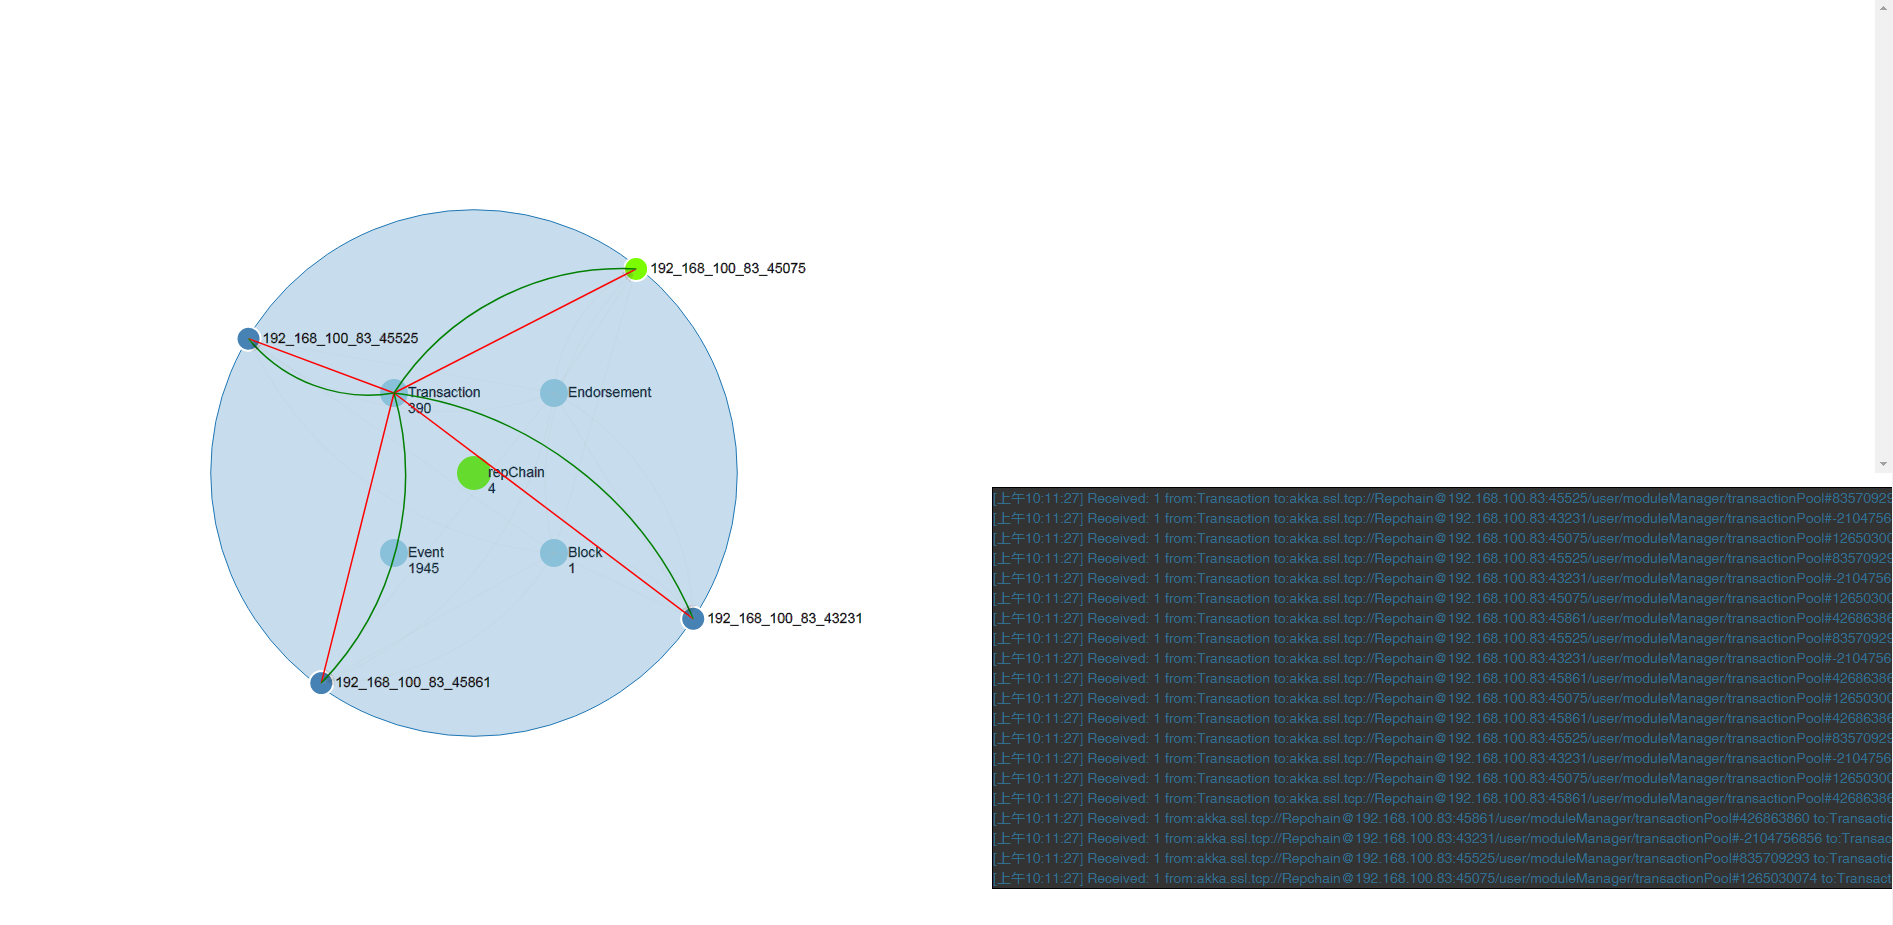 192_168_100_83_45075
192_168_100_83_45525
Transaction
390
Endorsement
repChain
4
Event
1945
Block
1
192_168_100_83_43231
192_168_100_83_45861
[上午10:11:27] Received: 1 from:Transaction to:akka.ssl.tcp://Repchain@192.168.100.83:45525/user/moduleManager/transactionPool#83570929
[上午10:11:27] Received: 1 from:Transaction to:akka.ssl.tcp://Repchain@192.168.100.83:43231/user/moduleManager/transactionPool#-2104756
[上午10:11:27] Received: 1 from:Transaction to:akka.ssl.tcp://Repchain@192.168.100.83:45075/user/moduleManager/transactionPool#12650300
[上午10:11:27] Received: 1 from:Transaction to:akka.ssl.tcp://Repchain@192.168.100.83:45525/user/moduleManager/transactionPool#83570929
[上午10:11:27] Received: 1 from:Transaction to:akka.ssl.tcp://Repchain@192.168.100.83:43231/user/moduleManager/transactionPool#-2104756
[上午10:11:27] Received: 1 from:Transaction to:akka.ssl.tcp://Repchain@192.168.100.83:45075/user/moduleManager/transactionPool#12650300
[上午10:11:27] Received: 1 from:Transaction to:akka.ssl.tcp://Repchain@192.168.100.83:45861/user/moduleManager/transactionPool#42686386
[上午10:11:27] Received: 1 from:Transaction to:akka.ssl.tcp://Repchain@192.168.100.83:45525/user/moduleManager/transactionPool#83570929
[上午10:11:27] Received: 1 from:Transaction to:akka.ssl.tcp://Repchain@192.168.100.83:43231/user/moduleManager/transactionPool#-2104756
[上午10:11:27] Received: 1 from:Transaction to:akka.ssl.tcp://Repchain@192.168.100.83:45861/user/moduleManager/transactionPool#42686386
[上午10:11:27] Received: 1 from:Transaction to:akka.ssl.tcp://Repchain@192.168.100.83:45075/user/moduleManager/transactionPool#12650300
[上午10:11:27] Received: 1 from:Transaction to:akka.ssl.tcp://Repchain@192.168.100.83:45861/user/moduleManager/transactionPool#42686386
[上午10:11:27] Received: 1 from:Transaction to:akka.ssl.tcp://Repchain@192.168.100.83:45525/user/moduleManager/transactionPool#83570929
[上午10:11:27] Received: 1 from:Transaction to:akka.ssl.tcp://Repchain@192.168.100.83:43231/user/moduleManager/transactionPool#-2104756
[上午10:11:27] Received: 1 from:Transaction to:akka.ssl.tcp://Repchain@192.168.100.83:45075/user/moduleManager/transactionPool#12650300
[上午10:11:27] Received: 1 from:Transaction to:akka.ssl.tcp://Repchain@192.168.100.83:45861/user/moduleManager/transactionPool#42686386
[上午10:11:27] Received: 1 from:akka.ssl.tcp://Repchain@192.168.100.83:45861/user/moduleManager/transactionPool#426863860 to:Transactio
[上午10:11:27] Received: 1 from:akka.ssl.tcp://Repchain@192.168.100.83:43231/user/moduleManager/transactionPool#-2104756856 to:Transac
[上午10:11:27] Received: 1 from:akka.ssl.tcp://Repchain@192.168.100.83:45525/user/moduleManager/transactionPool#835709293 to:Transactio
[上午10:11:27] Received: 1 from:akka.ssl.tcp://Repchain@192.168.100.83:45075/user/moduleManager/transactionPool#1265030074 to:Transact